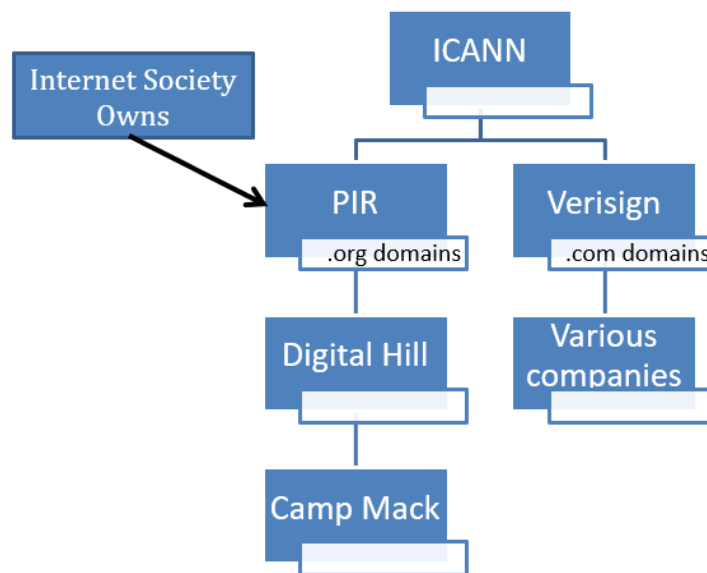 ICANN
Internet Society
Owns
PIR
.org domains
Verisign
.com domains
Digital Hill
Various
companies
Camp Mack